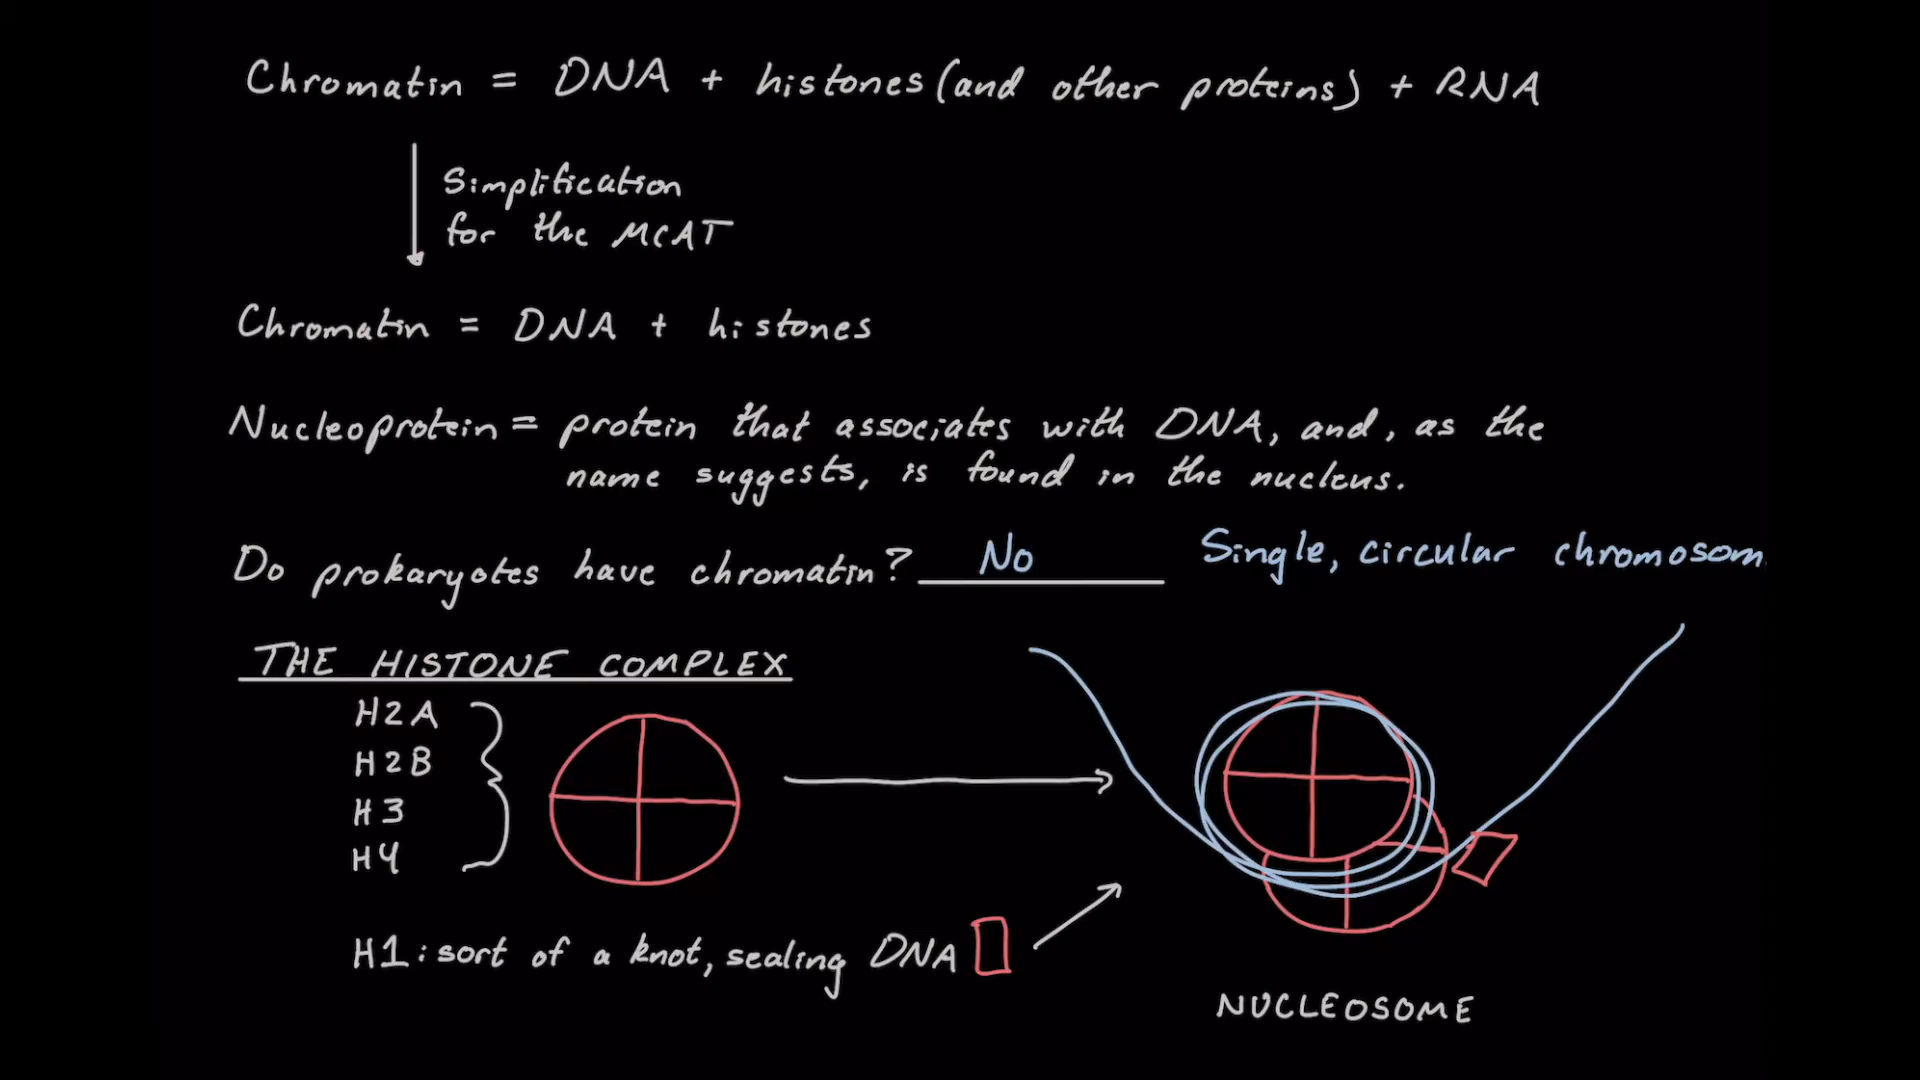 Chromatin = DNA + histones (and other proteins) + RNA
Simplification
for the MCAT
Chromatin = DNA + histones
Nucleoprotein = protein that associates with DNA, and, as the
name suggests, is found in the nucleus.
Do prokaryotes have chromatin? No Single, circular chromosom
THE HISTONE COMPLEX
H2A
H2B
H3
H4
H1: sort of a knot, sealing DNA
NUCLEOSOME